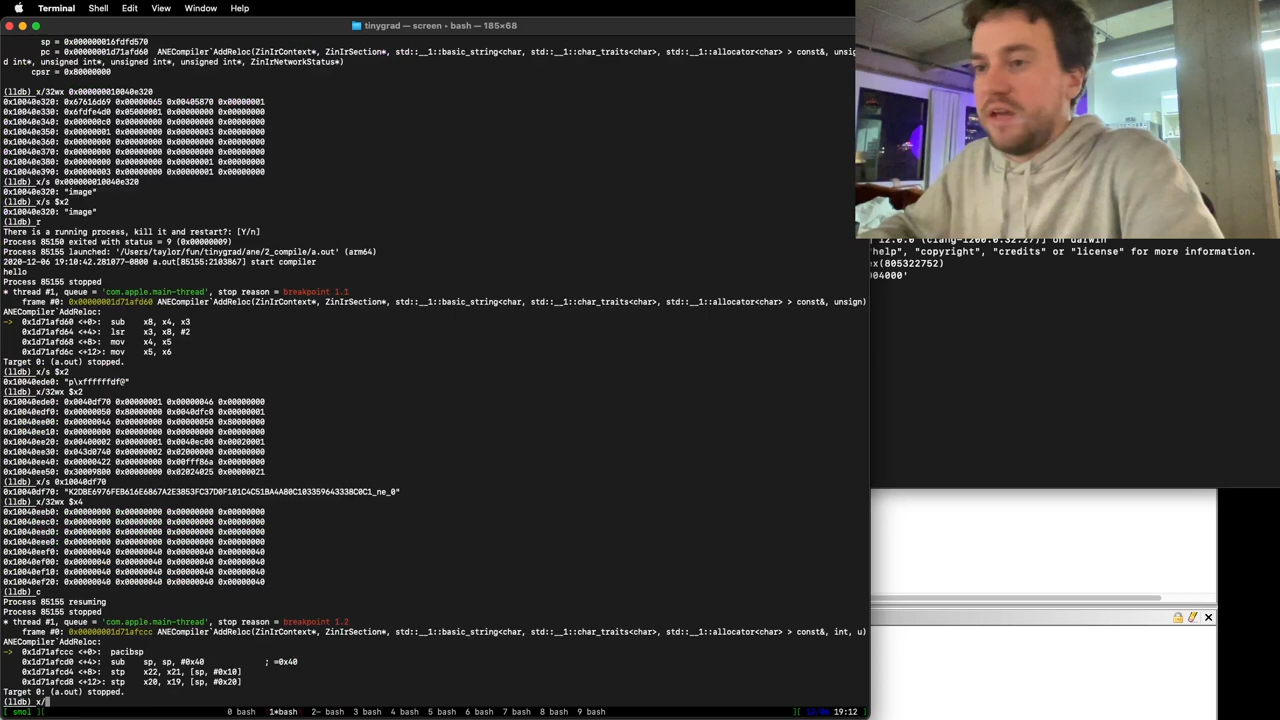 Terminal Shell Edit View Window Help
tinygrad — screen • bash — 185×68
sp = 0x000000016fdfd570
pc = 0x00000001d71afd60 ANECompiler`AddReloc(ZinIrContext*, ZinIrSection*, std::__1::basic_string<char, std::__1::char_traits<char>, std::__1::allocator<char> > const&, unsign
d int*, unsigned int*, unsigned int*, unsigned int*, ZinIrNetworkStatus*)
cpsr = 0x80000000
(lldb) x/32wx 0x000000010040e320
0x10040e320: 0x67616d69 0x00000065 0x00405870 0x00000001
0x10040e330: 0x6fdfe4d0 0x05000001 0x00000000 0x00000000
0x10040e340: 0x000000c0 0x00000000 0x00000000 0x00000000
0x10040e350: 0x00000001 0x00000000 0x00000003 0x00000000
0x10040e360: 0x00000000 0x00000000 0x00000000 0x00000000
0x10040e370: 0x00000000 0x00000000 0x00000000 0x00000000
0x10040e380: 0x00000000 0x00000000 0x00000001 0x00000000
0x10040e390: 0x00000003 0x00000000 0x00000001 0x00000000
(lldb) x/s 0x000000010040e320
0x10040e320: "image"
(lldb) x/s $x2
0x10040e320: "image"
(lldb) r
There is a running process, kill it and restart?: [Y/n]
Process 85150 exited with status = 9 (0x00000009)
Process 85155 launched: '/Users/taylor/fun/tinygrad/ane/2_compile/a.out' (arm64)
2020-12-06 19:10:42.281077-0800 a.out[85155:2103867] start compiler
hello
Process 85155 stopped
* thread #1, queue = 'com.apple.main-thread', stop reason = breakpoint 1.1
frame #0: 0x00000001d71afd60 ANECompiler`AddReloc(ZinIrContext*, ZinIrSection*, std::__1::basic_string<char, std::__1::char_traits<char>, std::__1::allocator<char> > const&, unsign)
ANECompiler`AddReloc:
-> 0x1d71afd60 <+0>: sub x8, x4, x3
0x1d71afd64 <+4>: lsr x3, x8, #2
0x1d71afd68 <+8>: mov x4, x5
0x1d71afd6c <+12>: mov x5, x6
Target 0: (a.out) stopped.
(lldb) x/s $x2
0x10040ede0: "p\xffffffdf@"
(lldb) x/32wx $x2
0x10040ede0: 0x0040df70 0x00000001 0x00000046 0x00000000
0x10040edf0: 0x00000050 0x80000000 0x0040dfc0 0x00000001
0x10040ee00: 0x00000046 0x00000000 0x00000050 0x80000000
0x10040ee10: 0x00000000 0x00000000 0x00000000 0x00000000
0x10040ee20: 0x00400002 0x00000001 0x0040ec00 0x00020001
0x10040ee30: 0x043d0740 0x00000002 0x02000000 0x00000000
0x10040ee40: 0x00000422 0x00000000 0x00fff86a 0x00000000
0x10040ee50: 0x30009800 0x00000000 0x02024025 0x00000021
(lldb) x/s 0x10040df70
0x10040df70: "K2DBE6976FEB616E6867A2E3853FC37D0F101C4C51BA4A80C103359643338C0C1_ne_0"
(lldb) x/32wx $x4
0x10040eeb0: 0x00000000 0x00000000 0x00000000 0x00000000
0x10040eec0: 0x00000000 0x00000000 0x00000000 0x00000000
0x10040eed0: 0x00000000 0x00000000 0x00000000 0x00000000
0x10040eee0: 0x00000000 0x00000000 0x00000000 0x00000000
0x10040eef0: 0x00000040 0x00000040 0x00000000 0x00000040
0x10040ef00: 0x00000040 0x00000040 0x00000040 0x00000040
0x10040ef10: 0x00000040 0x00000040 0x00000040 0x00000040
0x10040ef20: 0x00000040 0x00000040 0x00000040 0x00000040
(lldb) c
Process 85155 resuming
Process 85155 stopped
* thread #1, queue = 'com.apple.main-thread', stop reason = breakpoint 1.2
frame #0: 0x00000001d71afccc ANECompiler`AddReloc(ZinIrContext*, ZinIrSection*, std::__1::basic_string<char, std::__1::char_traits<char>, std::__1::allocator<char> > const&, int, u)
ANECompiler`AddReloc:
-> 0x1d71afccc <+0>: pacibsp
0x1d71afcd0 <+4>: sub sp, sp, #0x40 ; =0x40
0x1d71afcd4 <+8>: stp x22, x21, [sp, #0x10]
0x1d71afcd8 <+12>: stp x20, x19, [sp, #0x20]
Target 0: (a.out) stopped.
(lldb) x/
[ smol ][ 0 bash 1*bash 2- bash 3 bash 4 bash 5 bash 6 bash 7 bash 8 bash 9 bash ][ 19:12 ]
12.0.0 (clang-1200.0.32.27)] on darwin
"help", "copyright", "credits" or "license" for more information.
ex(805322752)
004000'